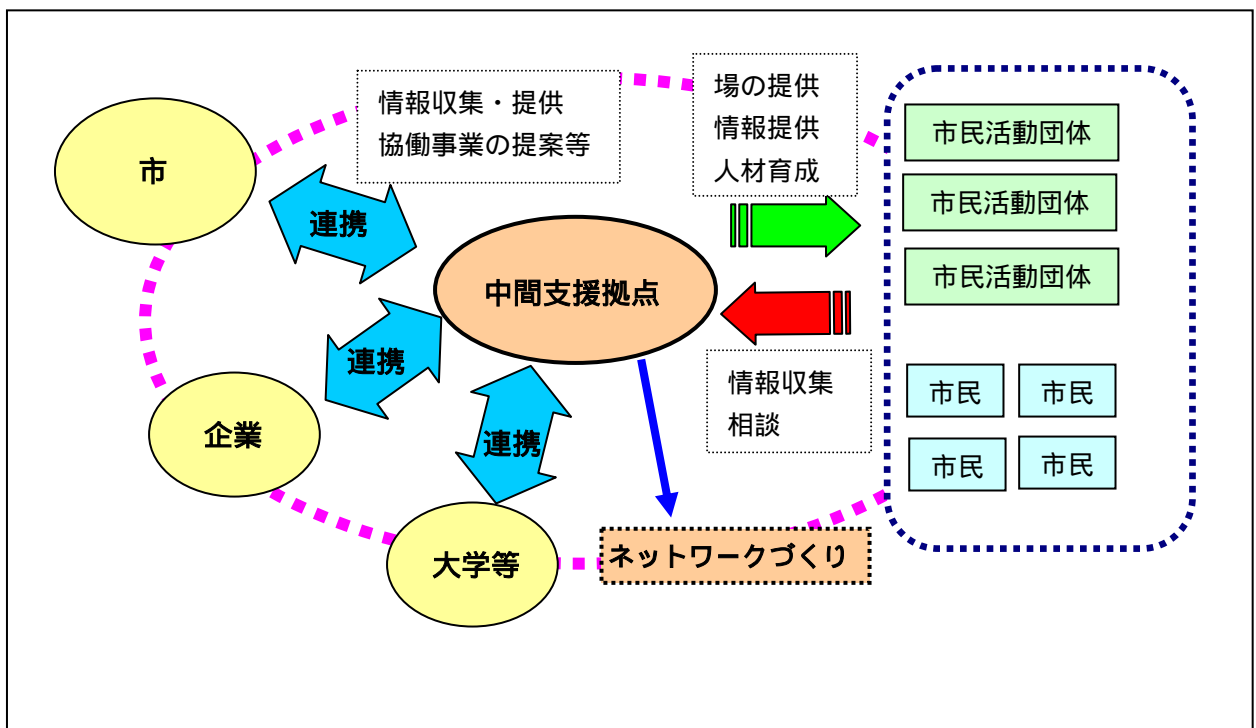 情報収集・提供
協働事業の提案等
場の提供
情報提供
人材育成
市
連携
市民活動団体
市民活動団体
市民活動団体
中間支援拠点
連携
企業
情報収集
相談
連携
市民
市民
市民
市民
大学等
ネットワークづくり